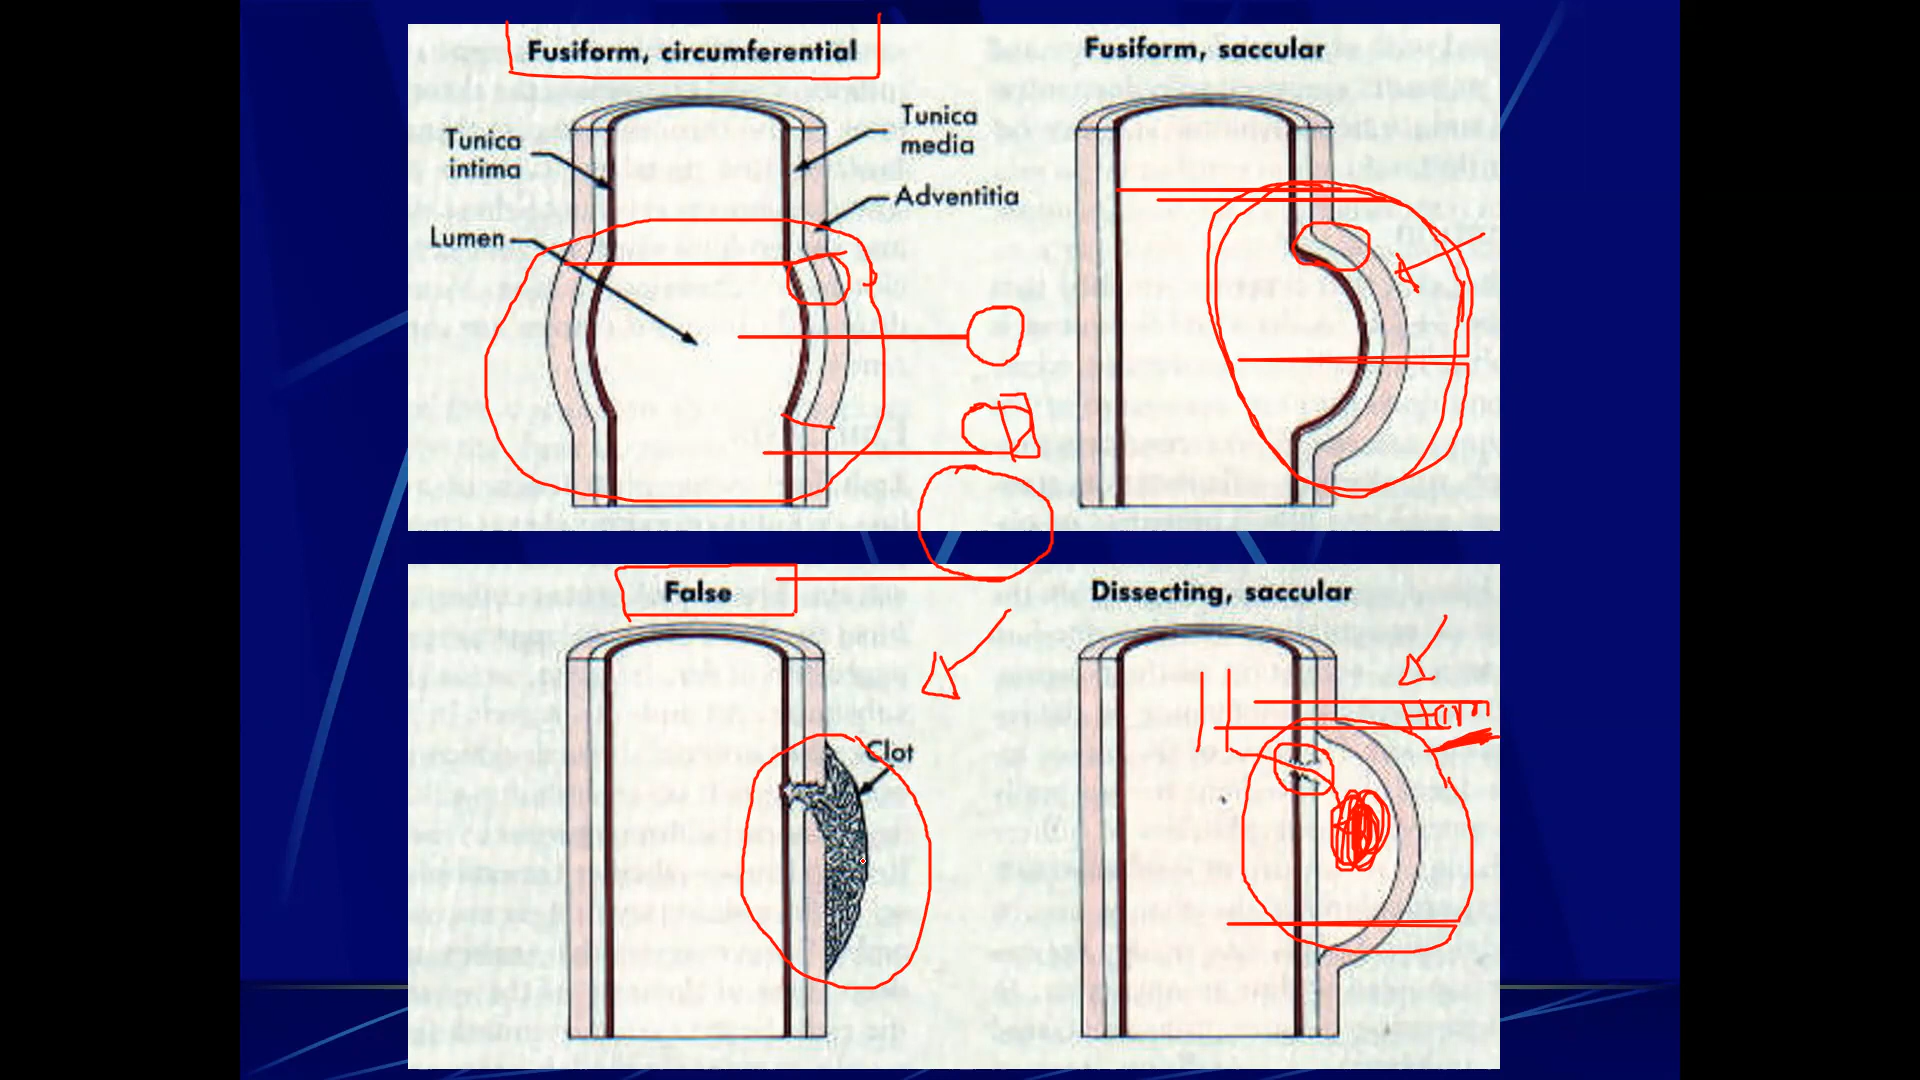 Fusiform, circumferential
Fusiform, saccular
Tunica
intima
Tunica
media
Adventitia
Lumen
False
Dissecting, saccular
Clot